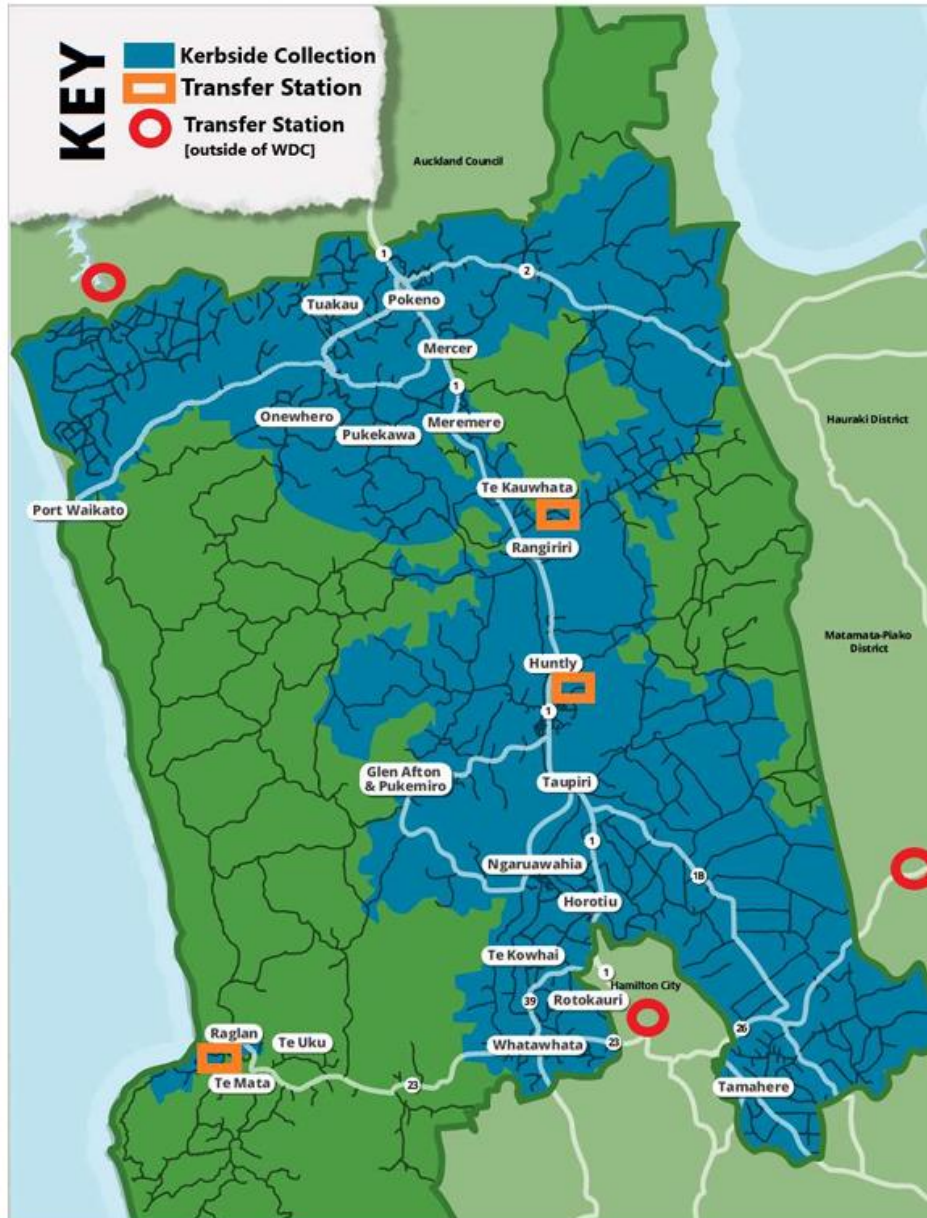 KEY
Kerbside Collection
Transfer Station
Transfer Station
[outside of WDC]
Auckland Council
1
2
Tuakau
Pokeno
Mercer
1
Onewhero
Meremere
Pukekawa
Hauraki District
Te Kauwhata
Port Waikato
Rangiriri
Matamata-Piako
District
Huntly
1
Glen Afton
& Pukemiro
Taupiri
1
Ngaruawahia
1B
Horotiu
Te Kowhai
1
Hamilton City
39
Rotokauri
26
Raglan
Te Uku
Whatawhata
23
Te Mata
23
Tamahere